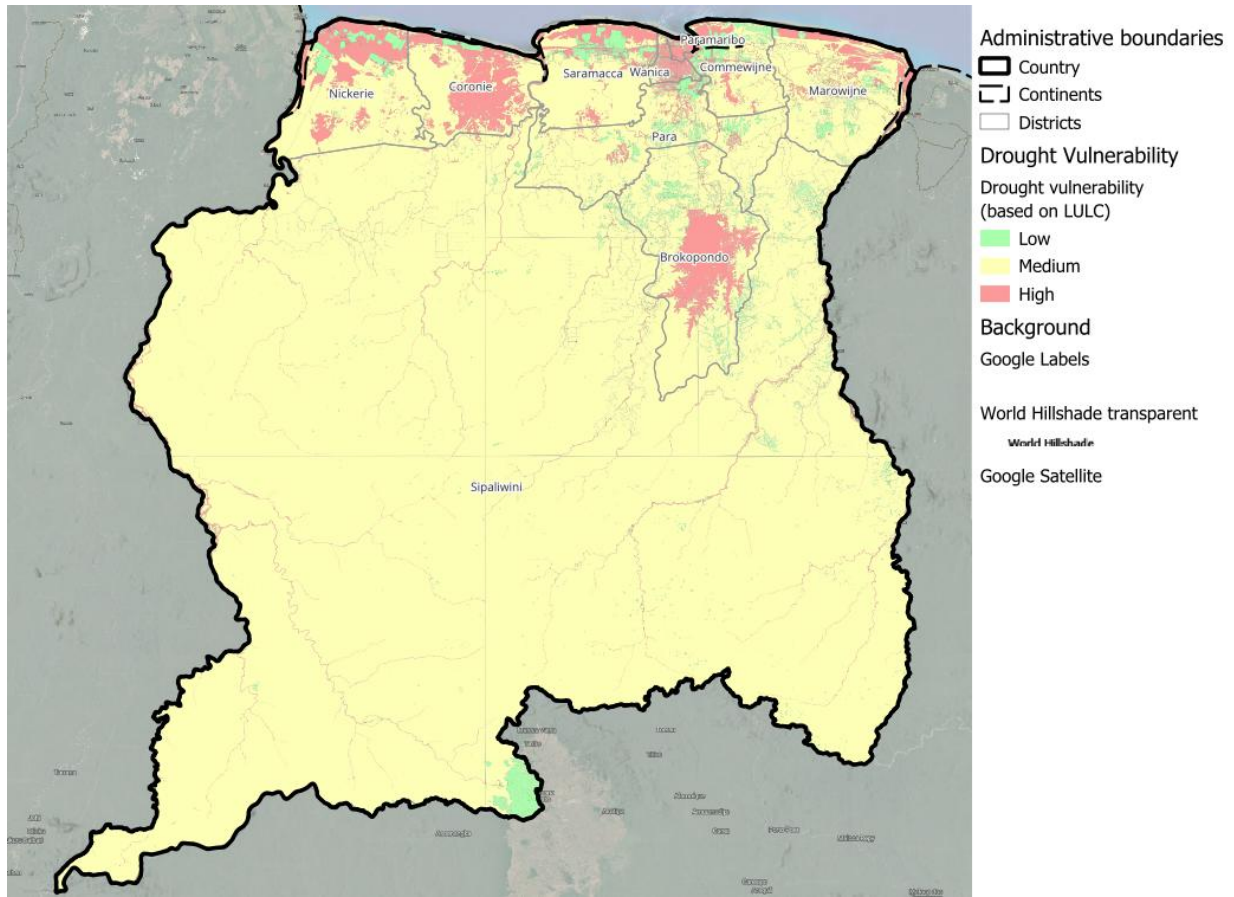 Paramaribo
Saramacca
Wanica
Commewijne
Nickerie
Coronie
Marowijne
Para
Brokopondo
Sipaliwini
Administrative boundaries
Country
Continents
Districts
Drought Vulnerability
Drought vulnerability
(based on LULC)
Low
Medium
High
Background
Google Labels
World Hillshade transparent
World Hillshade
Google Satellite